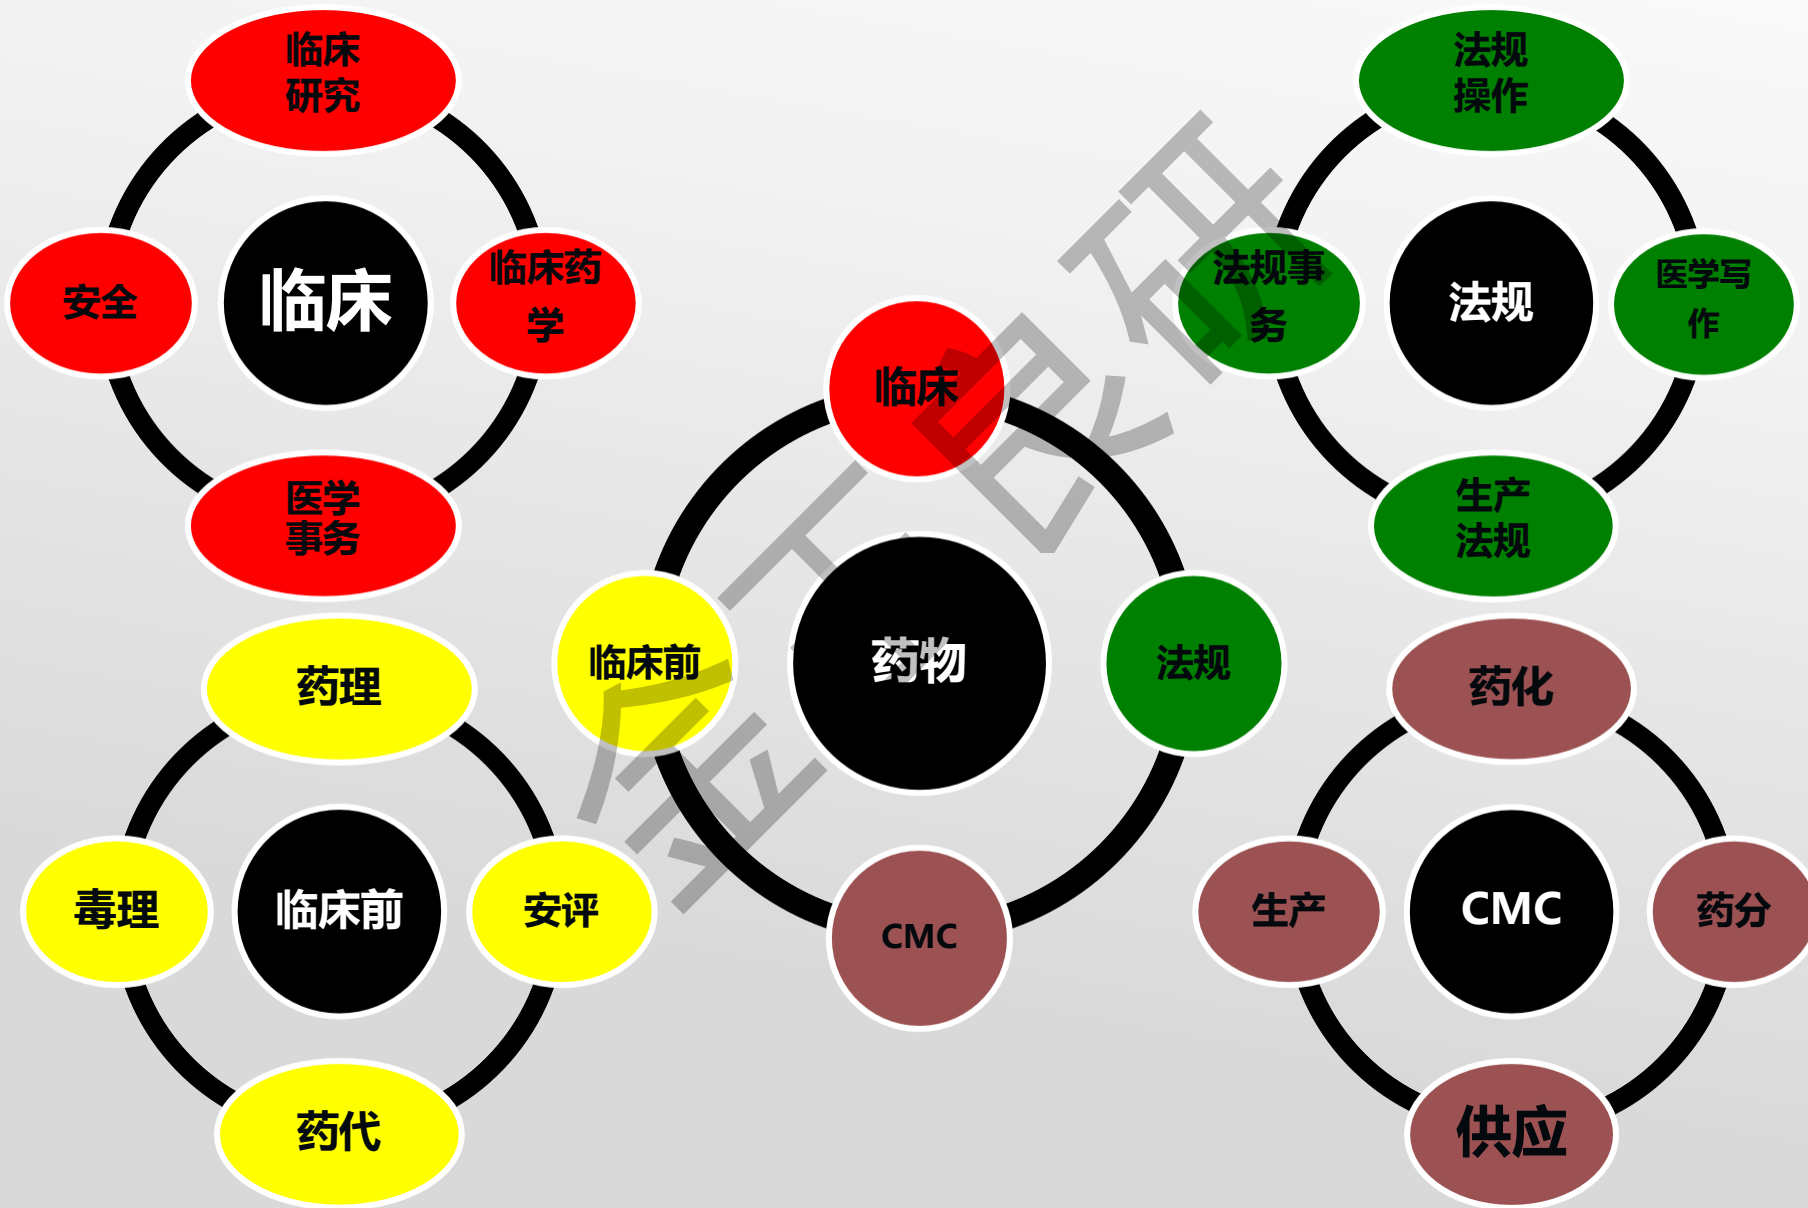 临床
研究
安全
临床
临床药
学
医学
事务
法规
操作
法规事
务
法规
医学写
作
生产
法规
临床
临床前
药物
法规
CMC
药理
毒理
临床前
安评
药代
药化
生产
CMC
药分
供应